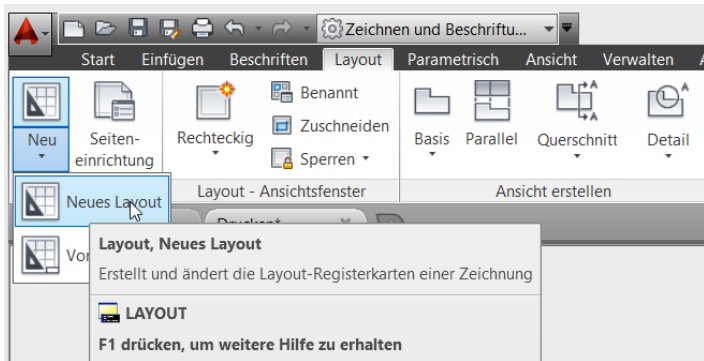 Zeichnen und Beschriftu...
Start Einfügen Beschriften Layout Parametrisch Ansicht Verwalten
Neu
Seiten-
einrichtung
Rechteckig
Benannt
Zuschneiden
Sperren
Basis Parallel Querschnitt Detail
Layout - Ansichtsfenster Ansicht erstellen
Neues Layout
Layout, Neues Layout
Erstellt und ändert die Layout-Registerkarten einer Zeichnung
LAYOUT
F1 drücken, um weitere Hilfe zu erhalten